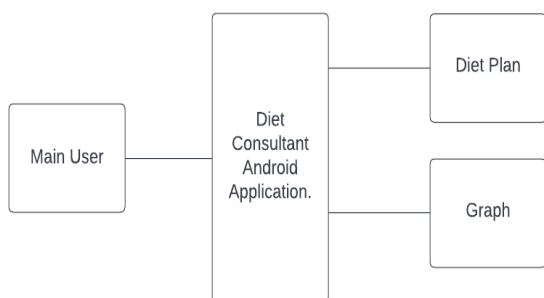 Main User
Diet
Consultant
Android
Application.
Diet Plan
Graph